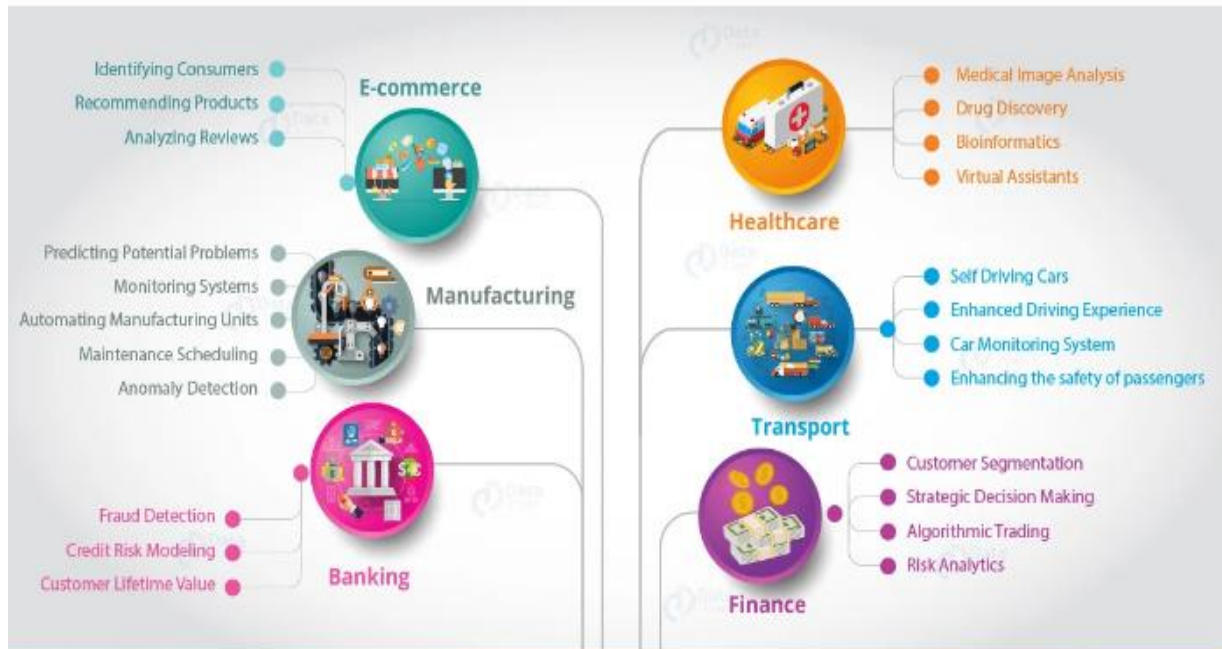 E-commerce
Identifying Consumers
Recommending Products
Analyzing Reviews
Manufacturing
Predicting Potential Problems
Monitoring Systems
Automating Manufacturing Units
Maintenance Scheduling
Anomaly Detection
Banking
Fraud Detection
Credit Risk Modeling
Customer Lifetime Value
Healthcare
Medical Image Analysis
Drug Discovery
Bioinformatics
Virtual Assistants
Transport
Self Driving Cars
Enhanced Driving Experience
Car Monitoring System
Enhancing the safety of passengers
Finance
Customer Segmentation
Strategic Decision Making
Algorithmic Trading
Risk Analytics